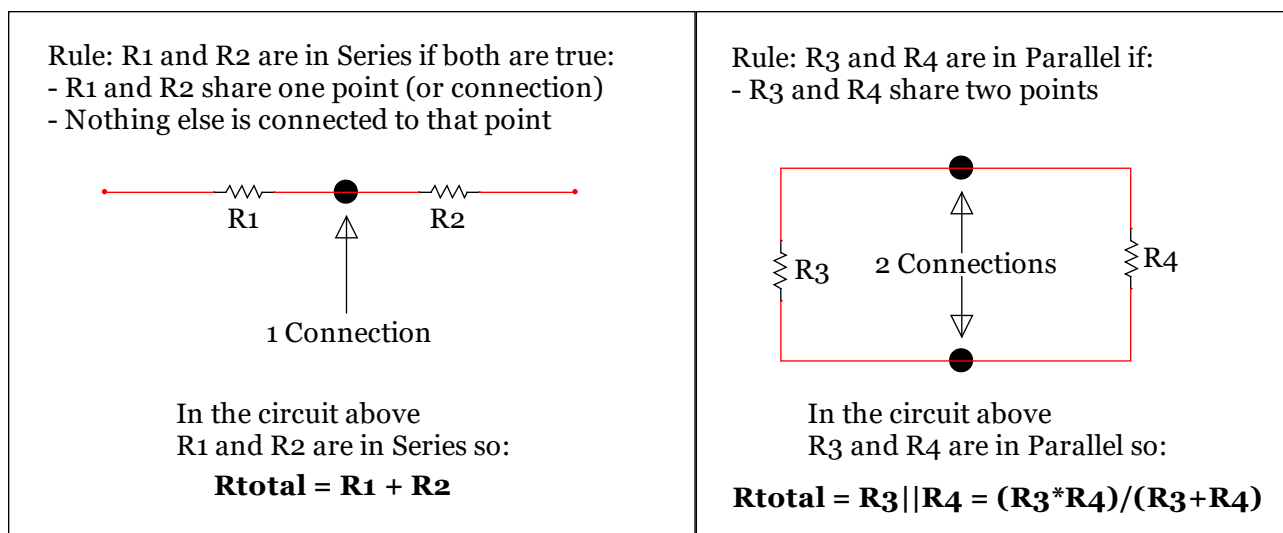 Rule: R1 and R2 are in Series if both are true:
- R1 and R2 share one point (or connection)
- Nothing else is connected to that point
R1
R2
1 Connection
In the circuit above
R1 and R2 are in Series so:
Rtotal = R1 + R2
Rule: R3 and R4 are in Parallel if:
- R3 and R4 share two points
R3
2 Connections
R4
In the circuit above
R3 and R4 are in Parallel so:
Rtotal = R3||R4 = (R3*R4)/(R3+R4)